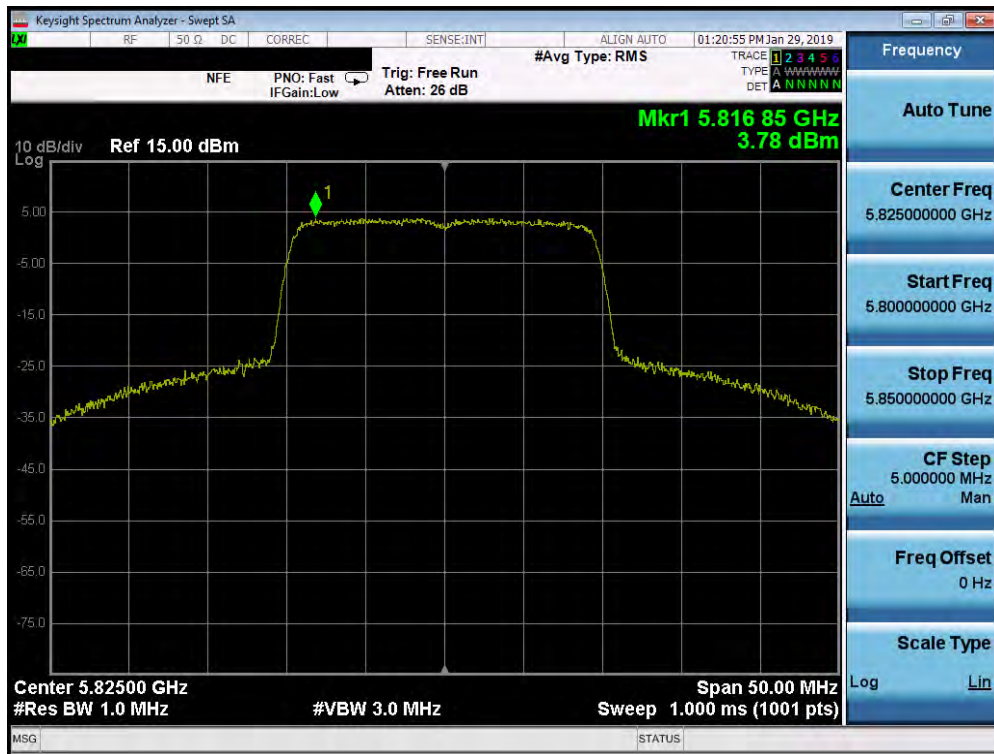 Keysight Spectrum Analyzer - Swept SA
LXI RF 50 Ω DC CORREC SENSE:INT ALIGN AUTO 01:20:55 PM Jan 29, 2019
#Avg Type: RMS
TRACE 1 2 3 4 5 6
TYPE A WWWWWW
DET A N N N N N
NFE PNO: Fast Trig: Free Run
IFGain:Low Atten: 26 dB
Mkr1 5.816 85 GHz
3.78 dBm
10 dB/div Ref 15.00 dBm
Log
1
5.00
-5.00
-15.0
-25.0
-35.0
-45.0
-55.0
-65.0
-75.0
Center 5.82500 GHz Span 50.00 MHz
#Res BW 1.0 MHz #VBW 3.0 MHz Sweep 1.000 ms (1001 pts)
MSG STATUS
Frequency
Auto Tune
Center Freq
5.825000000 GHz
Start Freq
5.800000000 GHz
Stop Freq
5.850000000 GHz
CF Step
5.000000 MHz
Auto Man
Freq Offset
0 Hz
Scale Type
Log Lin